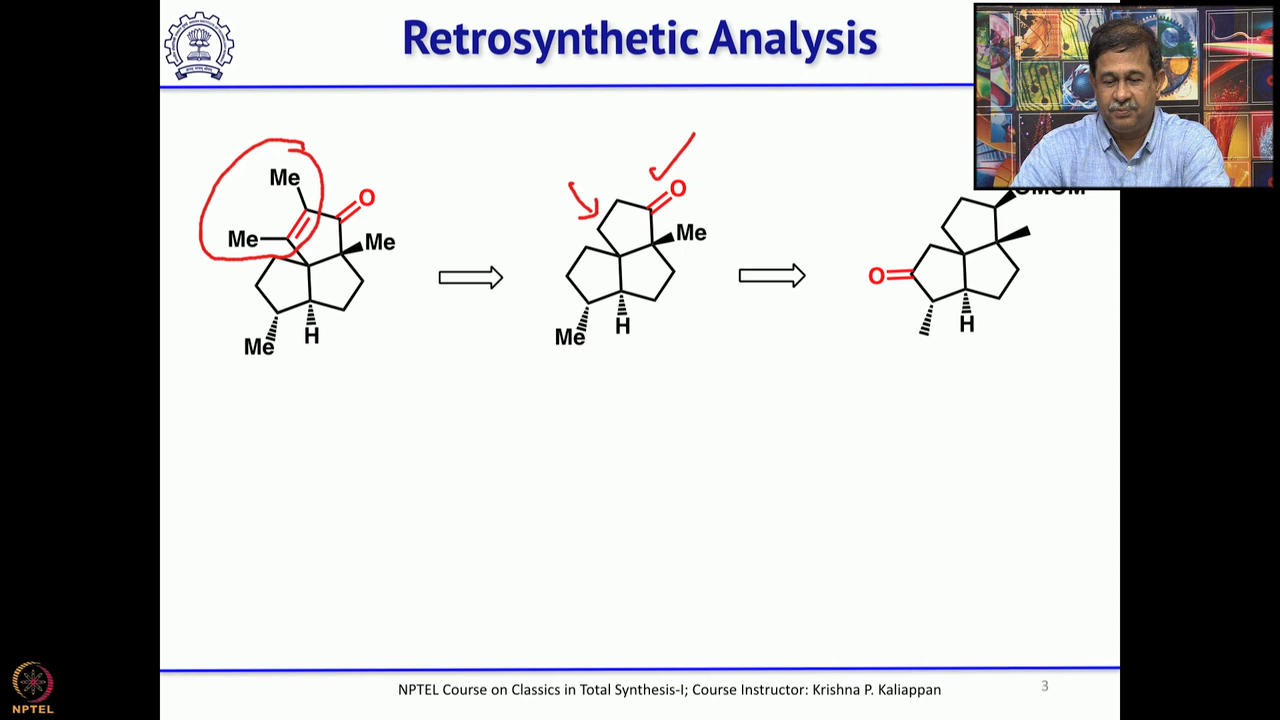 Retrosynthetic Analysis
Me
O
Me
Me
Me
H
O
Me
Me
H
OMOM
O
H
NPTEL Course on Classics in Total Synthesis-I; Course Instructor: Krishna P. Kaliappan
3
NPTEL